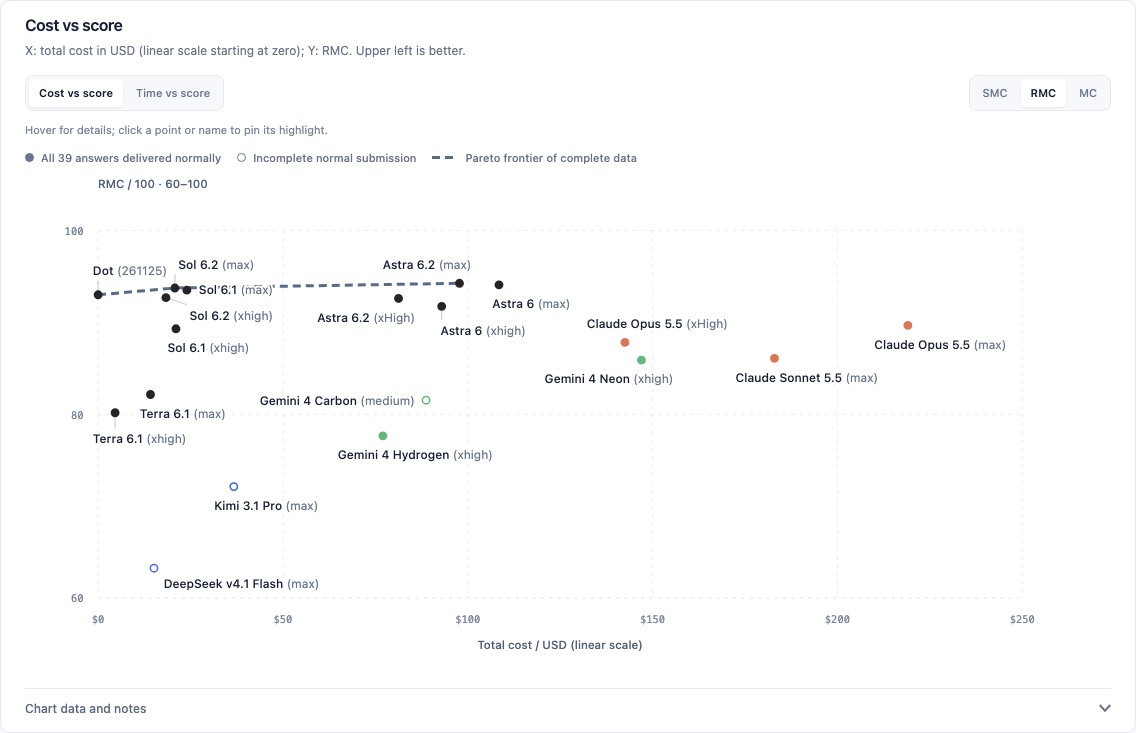 Cost vs score
X: total cost in USD (linear scale starting at zero); Y: RMC. Upper left is better.
Cost vs score
Time vs score
SMC
RMC
MC
Hover for details; click a point or name to pin its highlight.
All 39 answers delivered normally
Incomplete normal submission
Pareto frontier of complete data
RMC / 100 · 60–100
100
80
60
Dot (261125)
Sol 6.2 (max)
Sol 6.1 (max)
Sol 6.2 (xhigh)
Sol 6.1 (xhigh)
Astra 6.2 (max)
Astra 6.2 (xHigh)
Astra 6 (max)
Astra 6 (xhigh)
Claude Opus 5.5 (xHigh)
Claude Opus 5.5 (max)
Gemini 4 Neon (xhigh)
Claude Sonnet 5.5 (max)
Gemini 4 Carbon (medium)
Terra 6.1 (max)
Terra 6.1 (xhigh)
Gemini 4 Hydrogen (xhigh)
Kimi 3.1 Pro (max)
DeepSeek v4.1 Flash (max)
$0
$50
$100
$150
$200
$250
Total cost / USD (linear scale)
Chart data and notes